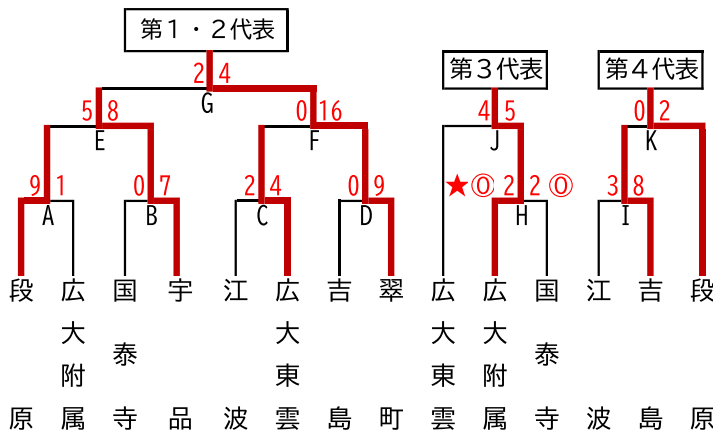 第１・２代表
第３代表
第４代表
2 4
G
5 8
E
0 16
F
4 5
J
0 2
K
9 1
A
0 7
B
2 4
C
0 9
D
★⓪ 2 2 ⓪
H
3 8
I
段原
広大附属
国泰寺
宇品
江波
広大東雲
吉島
翠町
広大東雲
広大附属
国泰寺
江波
吉島
段原